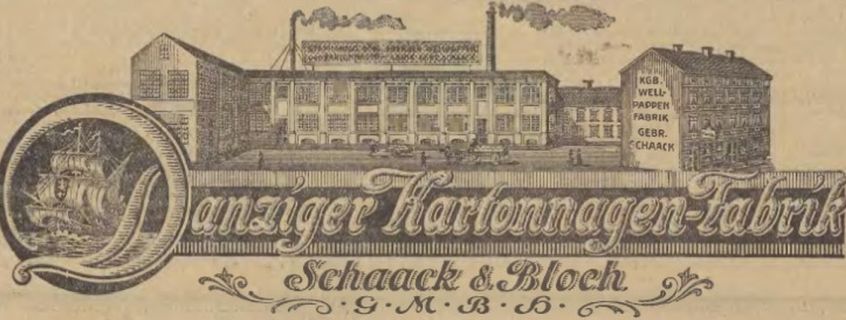 KGB.
WELL-
PAPPEN
FABRIK
GEBR.
SCHAACK
Danziger Kartonnagen-Fabrik
Schaack & Bloch
G·M·B·H·